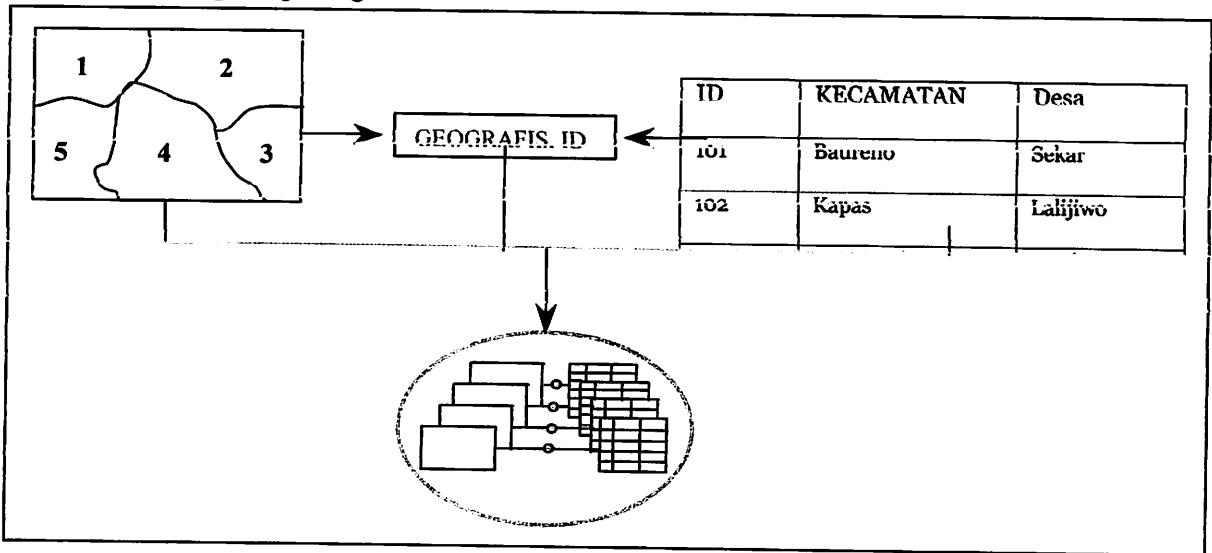 1
2
5
4
3
GEOGRAFIS. ID
ID KECAMATAN Desa
101 Baureno Sekar
102 Kapas Lalijiwo